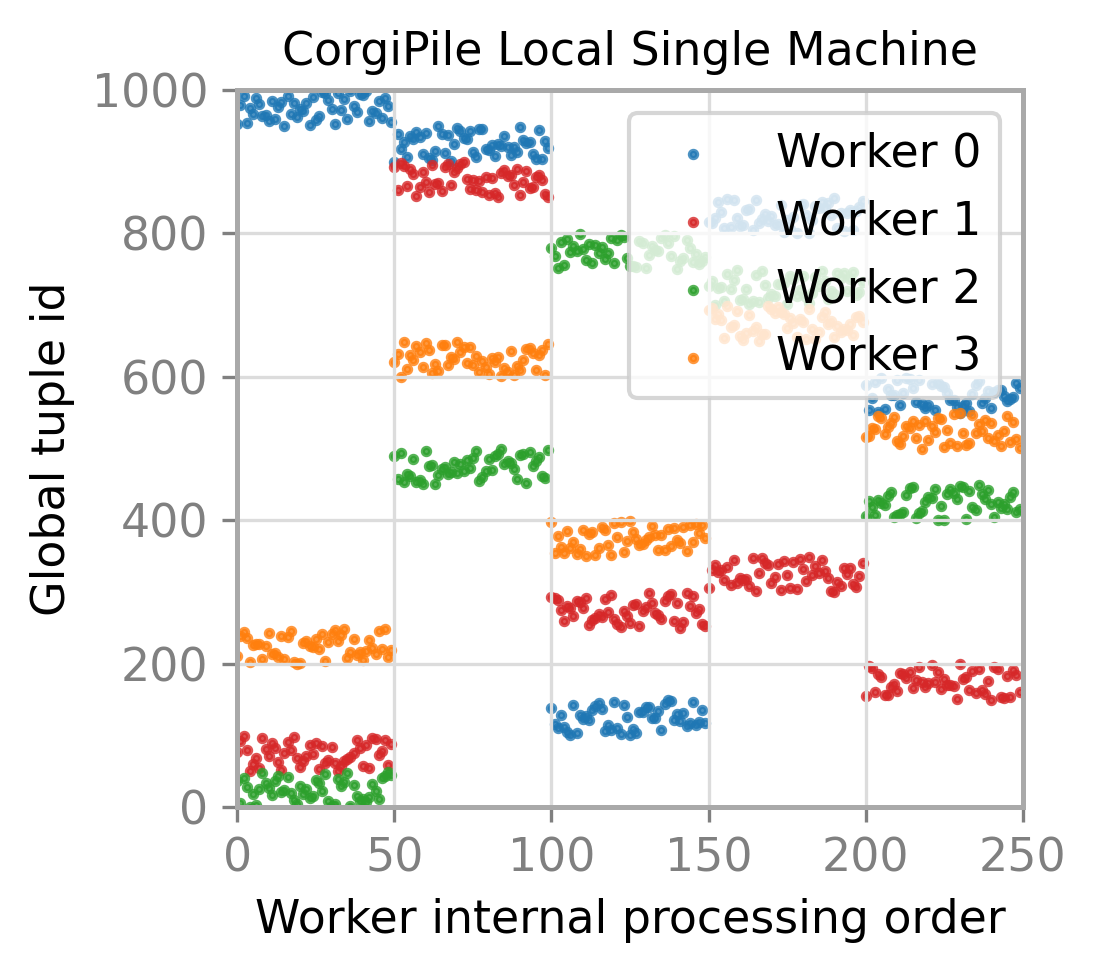 CorgiPile Local Single Machine
1000
800
600
400
200
0
Global tuple id
Worker 0
Worker 1
Worker 2
Worker 3
0 50 100 150 200 250
Worker internal processing order